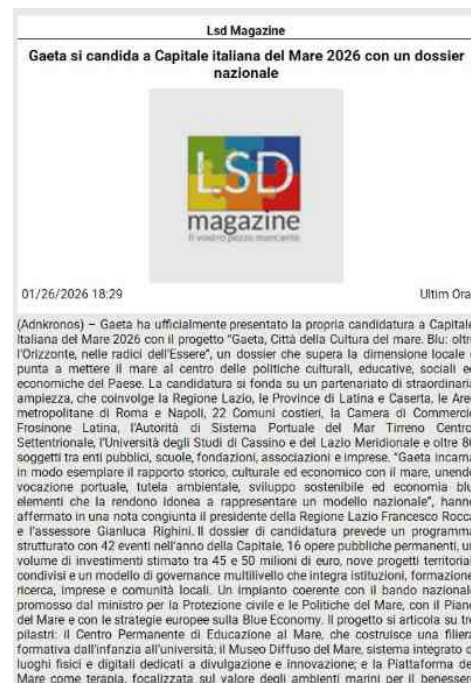 Lsd Magazine
Gaeta si candida a Capitale italiana del Mare 2026 con un dossier
nazionale
LSD
magazine
Il vostro pezzo mancante
01/26/2026 18:29
Ultim Ora
(Adnkronos) – Gaeta ha ufficialmente presentato la propria candidatura a Capitale
Italiana del Mare 2026 con il progetto "Gaeta, Città della Cultura del mare. Blu: oltre
l'Orizzonte, nelle radici dell'Essere", un dossier che supera la dimensione locale
punta a mettere il mare al centro delle politiche culturali, educative, sociali ed
economiche del Paese. La candidatura si fonda su un partenariato di straordinaria
ampiezza, che coinvolge la Regione Lazio, le Province di Latina e Caserta, le Aree
metropolitane di Roma e Napoli, 22 Comuni costieri, la Camera di Commercio
Frosinone Latina, l'Autorità di Sistema Portuale del Mar Tirreno Centro
Settentrionale, l'Università degli Studi di Cassino e del Lazio Meridionale e oltre 80
soggetti tra enti pubblici, scuole, fondazioni, associazioni e imprese. "Gaeta incarna
in modo esemplare il rapporto storico, culturale ed economico con il mare, unendo
vocazione portuale, tutela ambientale, sviluppo sostenibile ed economia blu
elementi che la rendono idonea a rappresentare un modello nazionale", hanno
affermato in una nota congiunta il presidente della Regione Lazio Francesco Rocca
e l'assessore Gianluca Righini. Il dossier di candidatura prevede un programma
strutturato con 42 eventi nell'anno della Capitale, 16 opere pubbliche permanenti, un
volume di investimenti stimato tra 45 e 50 milioni di euro, nove progetti territoriali
condivisi e un modello di governance multilivello che integra istituzioni, formazione
ricerca, imprese e comunità locali. Un impianto coerente con il bando nazionale
promosso dal ministro per la Protezione civile e le Politiche del Mare, con il Piano
del Mare e con le strategie europee sulla Blue Economy. Il progetto si articola su tre
pilastri: il Centro Permanente di Educazione al Mare, che costruisce una filiera
formativa dall'infanzia all'università; il Museo Diffuso del Mare, sistema integrato di
luoghi fisici e digitali dedicati a divulgazione e innovazione; e la Piattaforma del
Mare come terapia, focalizzata sul valore degli ambienti marini per il benessere